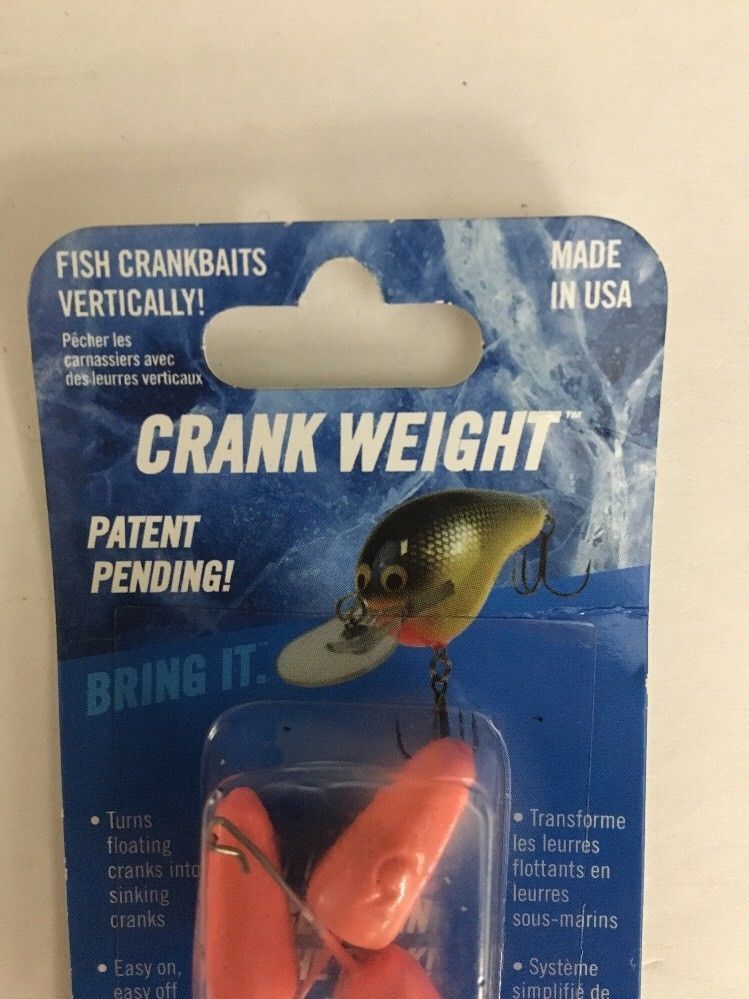 FISH CRANKBAITS
VERTICALLY!
Pêcher les
carnassiers avec
des leurres verticaux
MADE
IN USA
CRANK WEIGHT™
PATENT
PENDING!
BRING IT.™
• Turns
floating
cranks into
sinking
cranks
• Easy on,
easy off
• Transforme
les leurres
flottants en
leurres
sous-marins
• Système
simplifié de